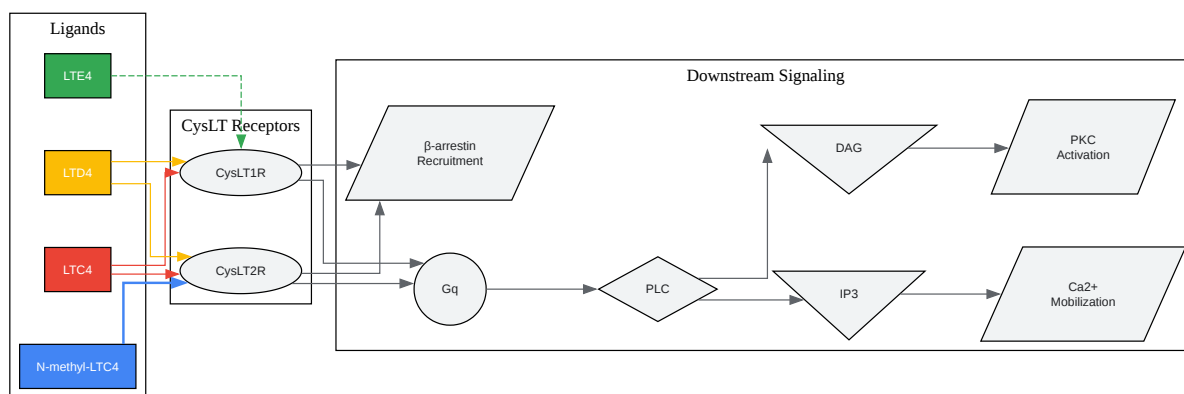 Ligands
LTE4
LTD4
LTC4
N-methyl-LTC4
CysLT Receptors
CysLT1R
CysLT2R
Downstream Signaling
β-arrestin
Recruitment
Gq
PLC
DAG
IP3
PKC
Activation
Ca2+
Mobilization